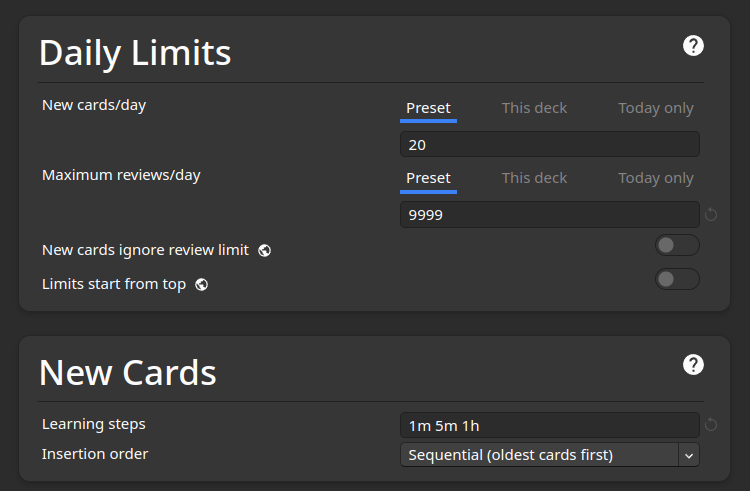 Daily Limits
New cards/day Preset This deck Today only
20
Maximum reviews/day Preset This deck Today only
9999
New cards ignore review limit
Limits start from top
New Cards
Learning steps 1m 5m 1h
Insertion order Sequential (oldest cards first)